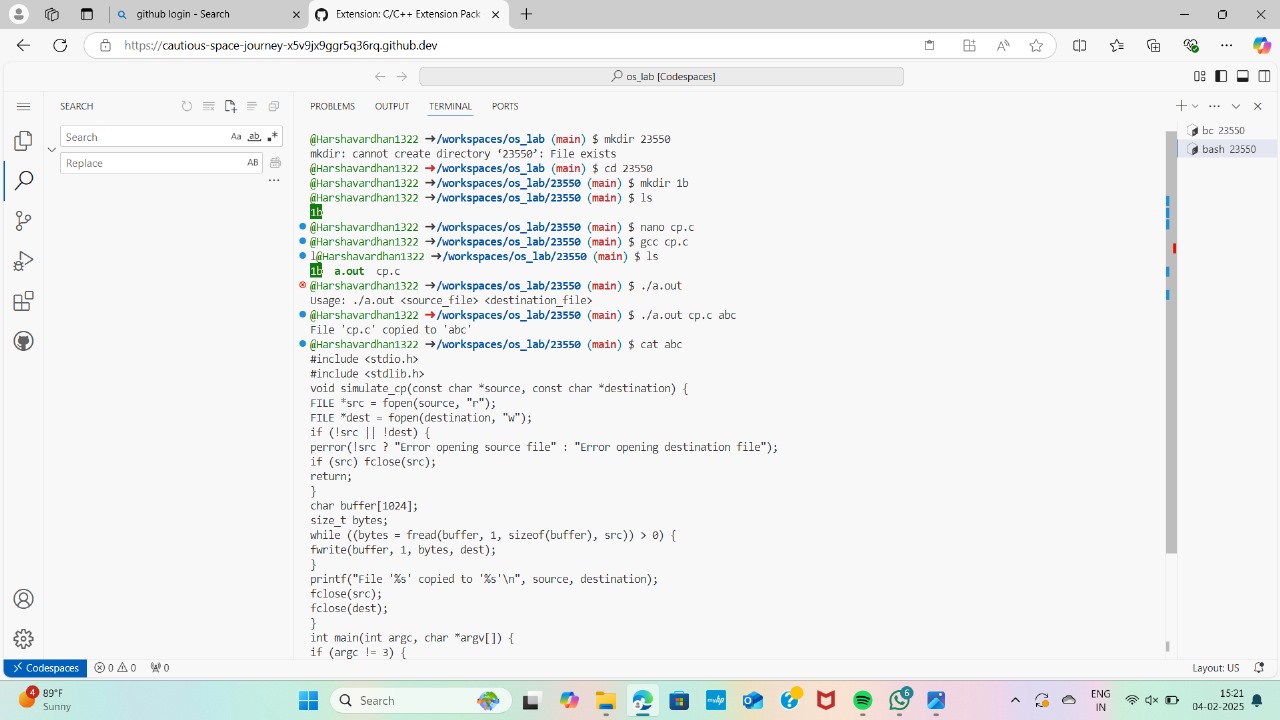 github login - Search
Extension: C/C++ Extension Pack
https://cautious-space-journey-x5v9jx9ggr5q36rq.github.dev
os_lab [Codespaces]
SEARCH
Search
Aa ab
Replace
AB
PROBLEMS OUTPUT TERMINAL PORTS
@Harshavardhan1322 ➜/workspaces/os_lab (main) $ mkdir 23550
mkdir: cannot create directory ‘23550’: File exists
@Harshavardhan1322 ➜/workspaces/os_lab (main) $ cd 23550
@Harshavardhan1322 ➜/workspaces/os_lab/23550 (main) $ mkdir 1b
@Harshavardhan1322 ➜/workspaces/os_lab/23550 (main) $ ls
1b
@Harshavardhan1322 ➜/workspaces/os_lab/23550 (main) $ nano cp.c
@Harshavardhan1322 ➜/workspaces/os_lab/23550 (main) $ gcc cp.c
l@Harshavardhan1322 ➜/workspaces/os_lab/23550 (main) $ ls
1b a.out cp.c
@Harshavardhan1322 ➜/workspaces/os_lab/23550 (main) $ ./a.out
Usage: ./a.out <source_file> <destination_file>
@Harshavardhan1322 ➜/workspaces/os_lab/23550 (main) $ ./a.out cp.c abc
File 'cp.c' copied to 'abc'
@Harshavardhan1322 ➜/workspaces/os_lab/23550 (main) $ cat abc
#include <stdio.h>
#include <stdlib.h>
void simulate_cp(const char *source, const char *destination) {
FILE *src = fopen(source, "r");
FILE *dest = fopen(destination, "w");
if (!src || !dest) {
perror(!src ? "Error opening source file" : "Error opening destination file");
if (src) fclose(src);
return;
}
char buffer[1024];
size_t bytes;
while ((bytes = fread(buffer, 1, sizeof(buffer), src)) > 0) {
fwrite(buffer, 1, bytes, dest);
}
printf("File '%s' copied to '%s'\n", source, destination);
fclose(src);
fclose(dest);
}
int main(int argc, char *argv[]) {
if (argc != 3) {
bc 23550
bash 23550
Codespaces
0 0
0
Layout: US
4
89°F
Sunny
Search
myhp
6
ENG
IN
15:21
04-02-2025